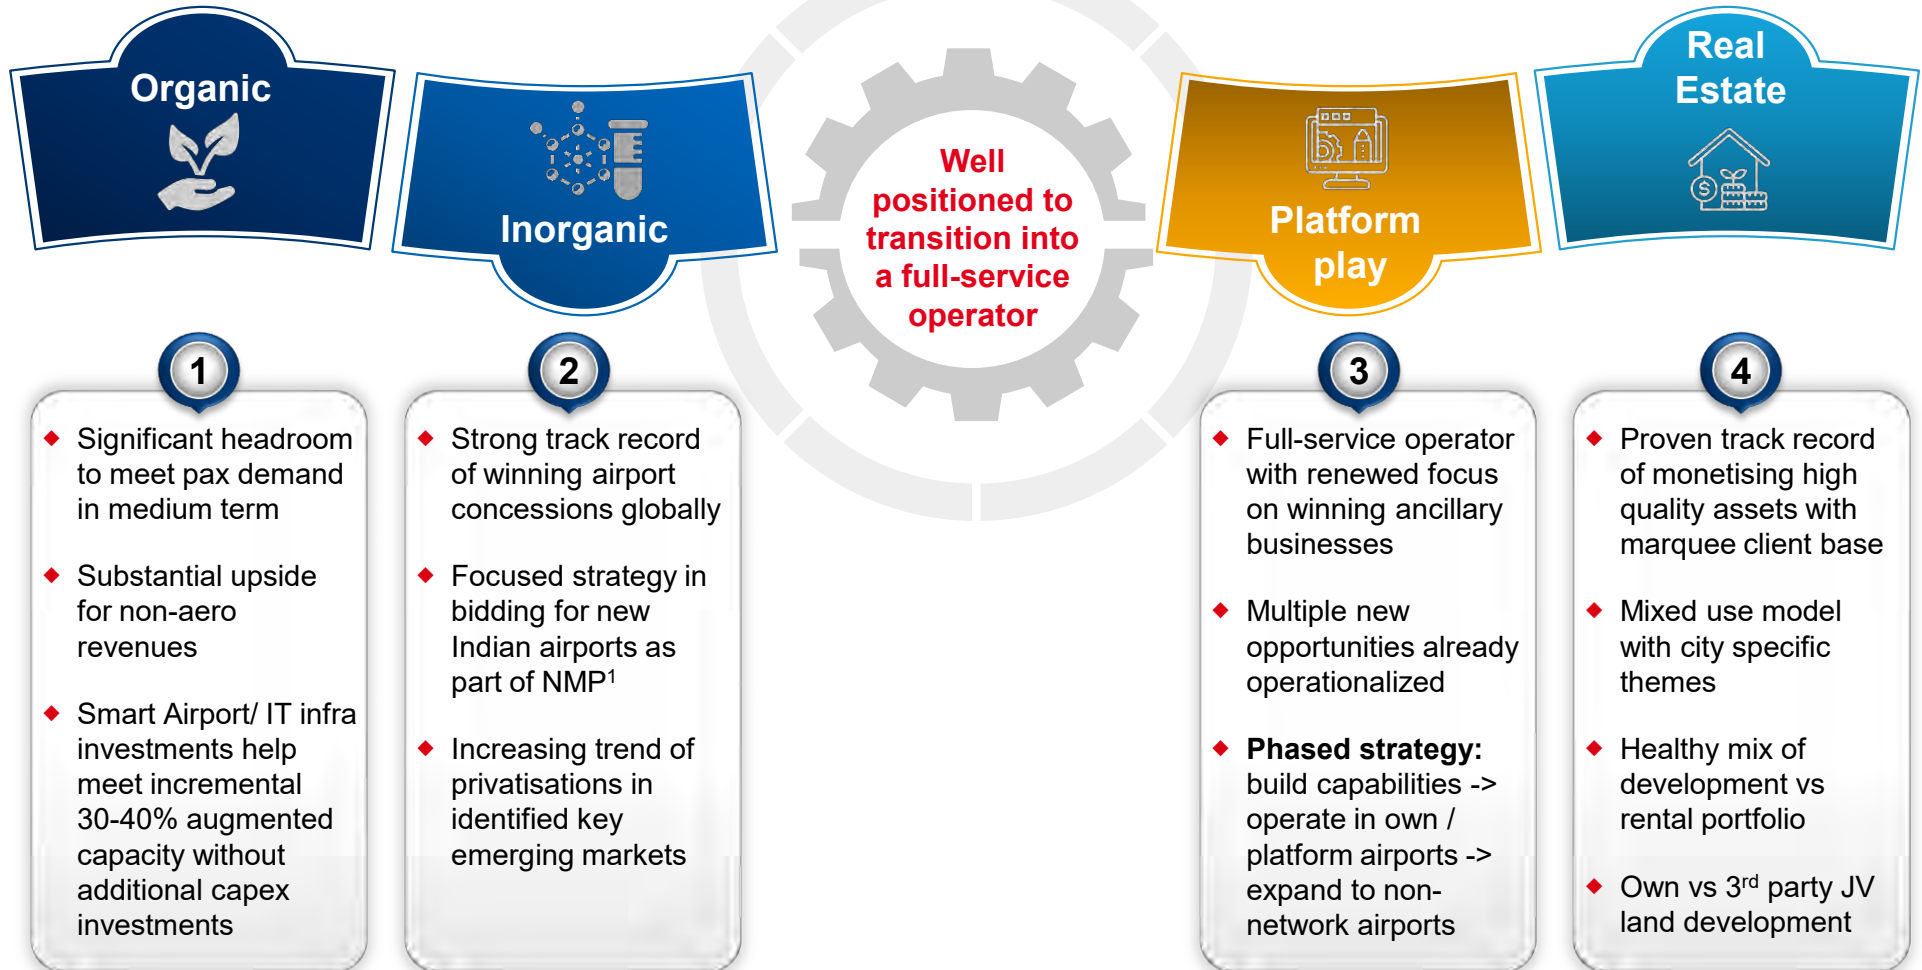 Organic
Inorganic
Well
positioned to
transition into
a full-service
operator
Platform
play
Real
Estate
1
Significant headroom
to meet pax demand
in medium term
Substantial upside
for non-aero
revenues
Smart Airport/ IT infra
investments help
meet incremental
30-40% augmented
capacity without
additional capex
investments
2
Strong track record
of winning airport
concessions globally
Focused strategy in
bidding for new
Indian airports as
part of NMP¹
Increasing trend of
privatisations in
identified key
emerging markets
3
Full-service operator
with renewed focus
on winning ancillary
businesses
Multiple new
opportunities already
operationalized
Phased strategy:
build capabilities ->
operate in own /
platform airports ->
expand to non-
network airports
4
Proven track record
of monetising high
quality assets with
marquee client base
Mixed use model
with city specific
themes
Healthy mix of
development vs
rental portfolio
Own vs 3rd party JV
land development